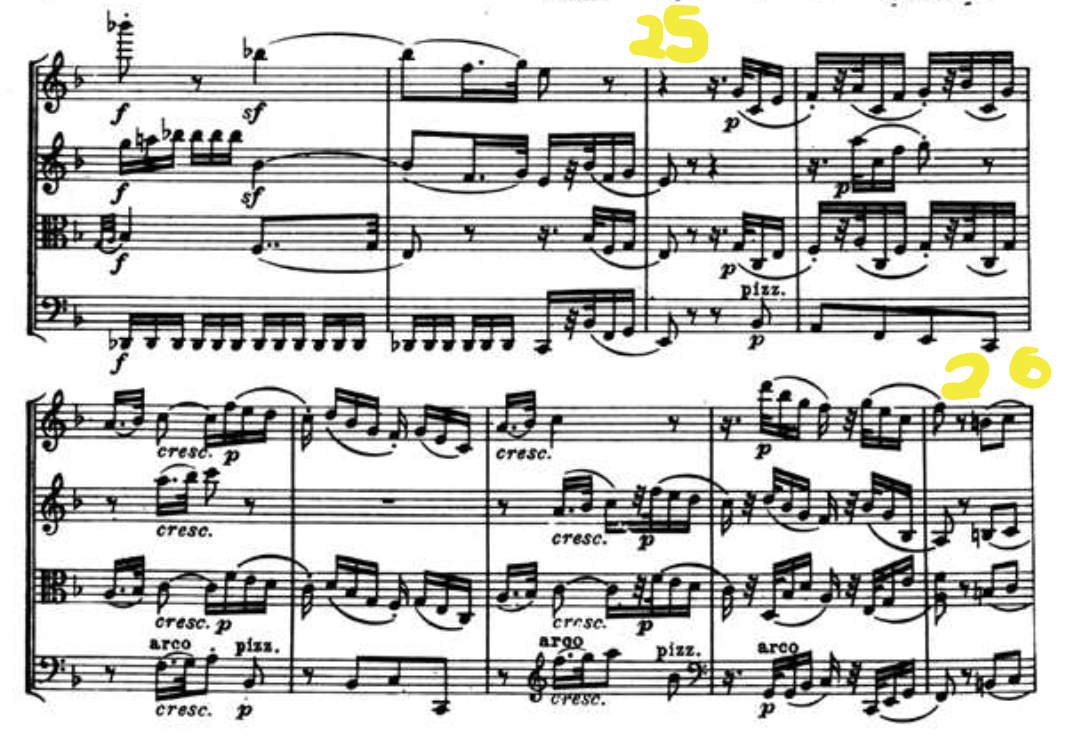 25
f sf
f sf
f p
pizz.
p
p
f p
26
cresc. p cresc. p
cresc. cresc. p
cresc. p cresc. p
arco pizz. arco pizz. arco
cresc. p cresc. p